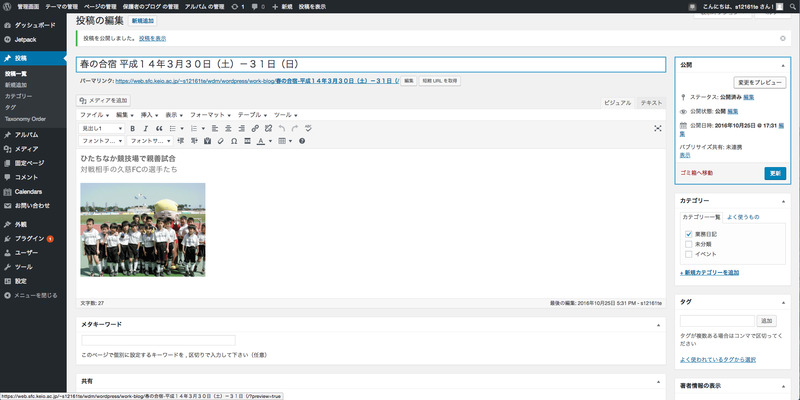 管理画面 テーマの管理 ページの管理 保護者のブログ の管理 アルバム の管理 1 0 + 新規 投稿を表示 こんにちは、s12161te さん！
ダッシュボード
Jetpack
投稿
投稿一覧
新規追加
カテゴリー
タグ
Taxonomy Order
アルバム
メディア
固定ページ
コメント
Calendars
お問い合わせ
外観
プラグイン 1
ユーザー
ツール
設定
メニューを閉じる
投稿の編集 新規追加
投稿を公開しました。 投稿を表示
春の合宿 平成１４年３月３０日（土）－３１日（日）
パーマリンク: https://web.sfc.keio.ac.jp/~s12161te/wdm/wordpress/work-blog/春の合宿-平成１４年３月３０日（土）－３１日（/ 編集 短縮 URL を取得
メディアを追加
ビジュアル テキスト
ファイル 編集 挿入 表示 フォーマット テーブル ツール
見出し1 B I
フォントフ... フォントサ...
ひたちなか競技場で親善試合
対戦相手の久慈FCの選手たち
文字数: 27 最後の編集: 2016年10月25日 5:31 PM - s12161te
メタキーワード
このページで個別に設定するキーワードを , 区切りで入力して下さい（任意）
共有
公開
変更をプレビュー
ステータス: 公開済み 編集
公開状態: 公開 編集
公開日時: 2016年10月25日 @ 17:31 編
集
パブリサイズ共有: 未連携
表示
ゴミ箱へ移動 更新
カテゴリー
カテゴリー一覧 よく使うもの
業務日記
未分類
イベント
+ 新規カテゴリーを追加
タグ
追加
タグが複数ある場合はコンマで区切ってく
ださい
よく使われているタグから選択
著者情報の表示
https://web.sfc.keio.ac.jp/~s12161te/wdm/wordpress/work-blog/春の合宿-平成１４年３月３０日（土）－３１日（/?preview=true